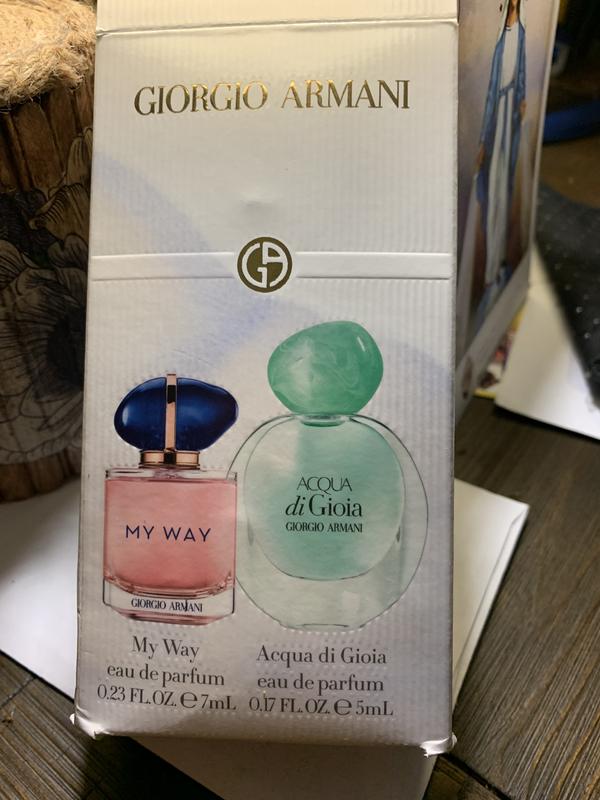 GIORGIO ARMANI
GA
MY WAY
GIORGIO ARMANI
ACQUA
di Gioia
GIORGIO ARMANI
My Way
eau de parfum
0.23 FL.OZ. ℮ 7mL
Acqua di Gioia
eau de parfum
0.17 FL.OZ. ℮ 5mL